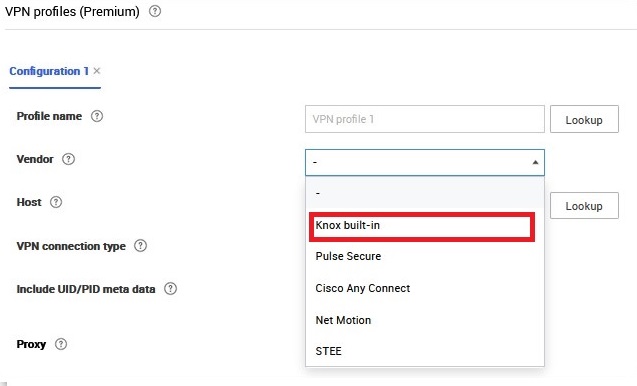 VPN profiles (Premium) ?
Configuration 1 ×
Profile name ? VPN profile 1 Lookup
Vendor ? -
-
Host ? Lookup
Knox built-in
VPN connection type ?
Pulse Secure
Include UID/PID meta data ? Cisco Any Connect
Net Motion
Proxy ? STEE